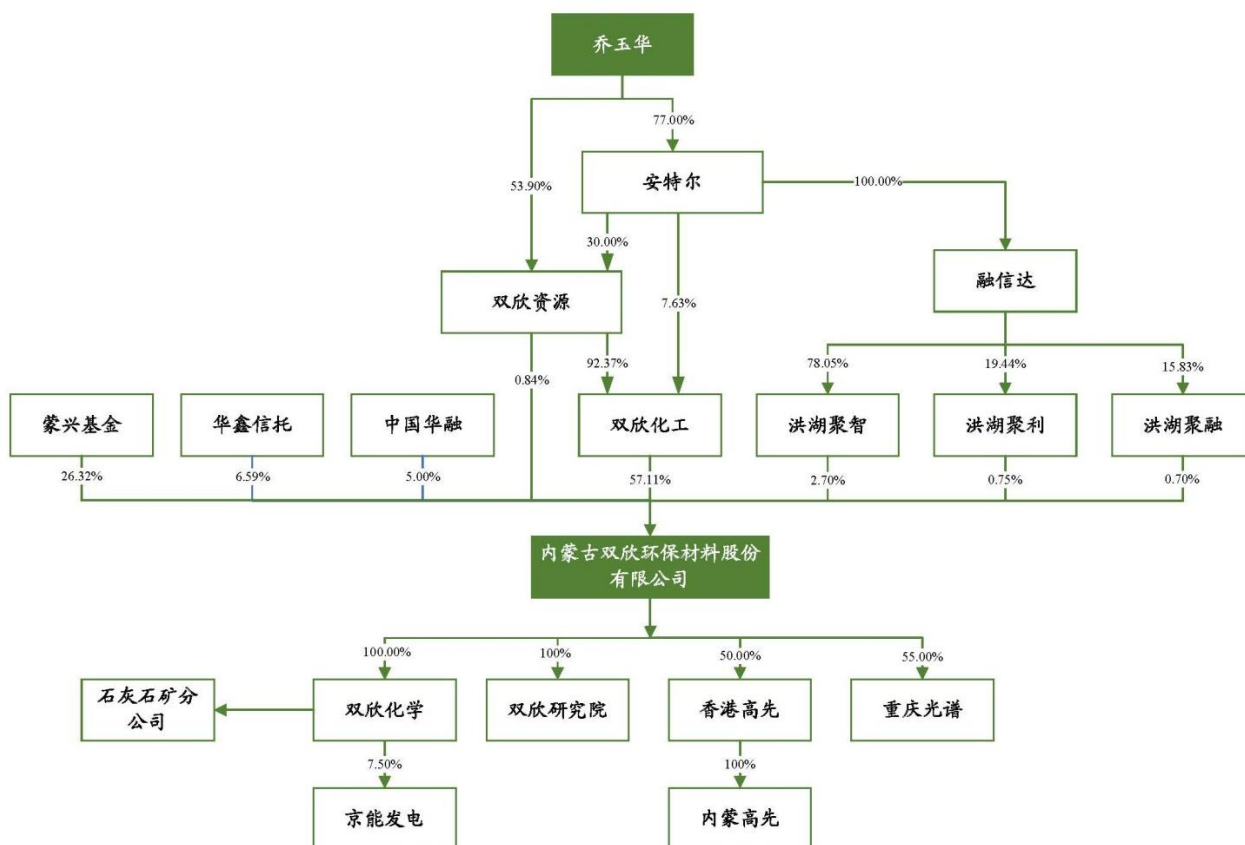 乔玉华
77.00%
安特尔
53.90%
100.00%
30.00%
融信达
双欣资源
7.63%
92.37%
0.84%
78.05%
19.44%
15.83%
蒙兴基金
华鑫信托
中国华融
双欣化工
洪湖聚智
洪湖聚利
洪湖聚融
26.32%
6.59%
5.00%
57.11%
2.70%
0.75%
0.70%
内蒙古双欣环保材料股份
有限公司
100.00%
100%
50.00%
55.00%
石灰石矿分
公司
双欣化学
双欣研究院
香港高先
重庆光谱
7.50%
100%
京能发电
内蒙高先